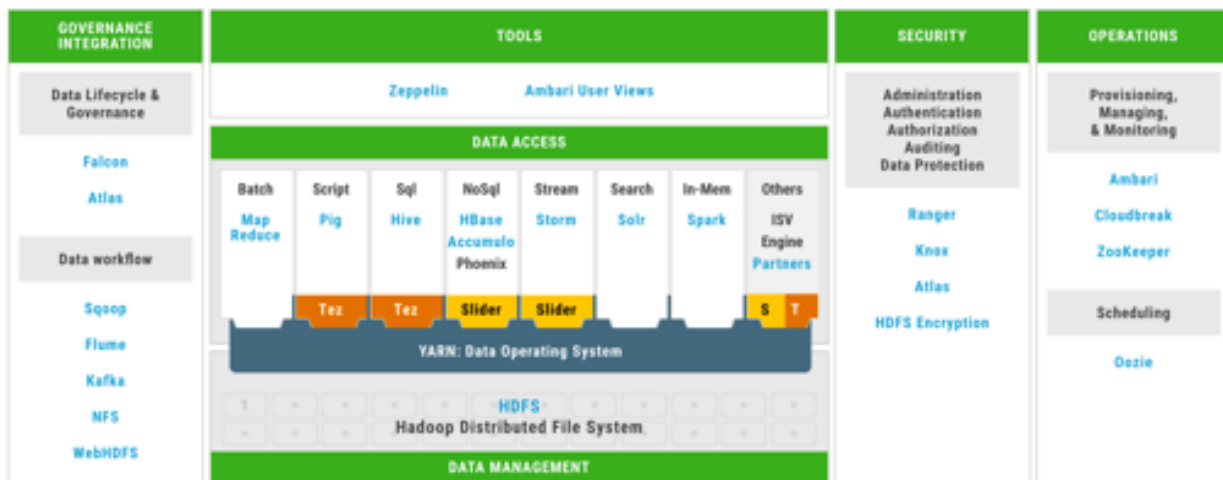 GOVERNANCE
INTEGRATION
Data Lifecycle &
Governance
Falcon
Atlas
Data workflow
Sqoop
Flume
Kafka
NFS
WebHDFS
TOOLS
Zeppelin
Ambari User Views
DATA ACCESS
Batch
Map
Reduce
Script
Pig
Tez
Sql
Hive
Tez
NoSql
HBase
Accumulo
Phoenix
Slider
Stream
Storm
Slider
Search
Solr
In-Mem
Spark
Others
ISV
Engine
Partners
S
T
YARN: Data Operating System
1
HDFS
Hadoop Distributed File System
DATA MANAGEMENT
SECURITY
Administration
Authentication
Authorization
Auditing
Data Protection
Ranger
Knox
Atlas
HDFS Encryption
OPERATIONS
Provisioning,
Managing,
& Monitoring
Ambari
Cloudbreak
ZooKeeper
Scheduling
Oozie